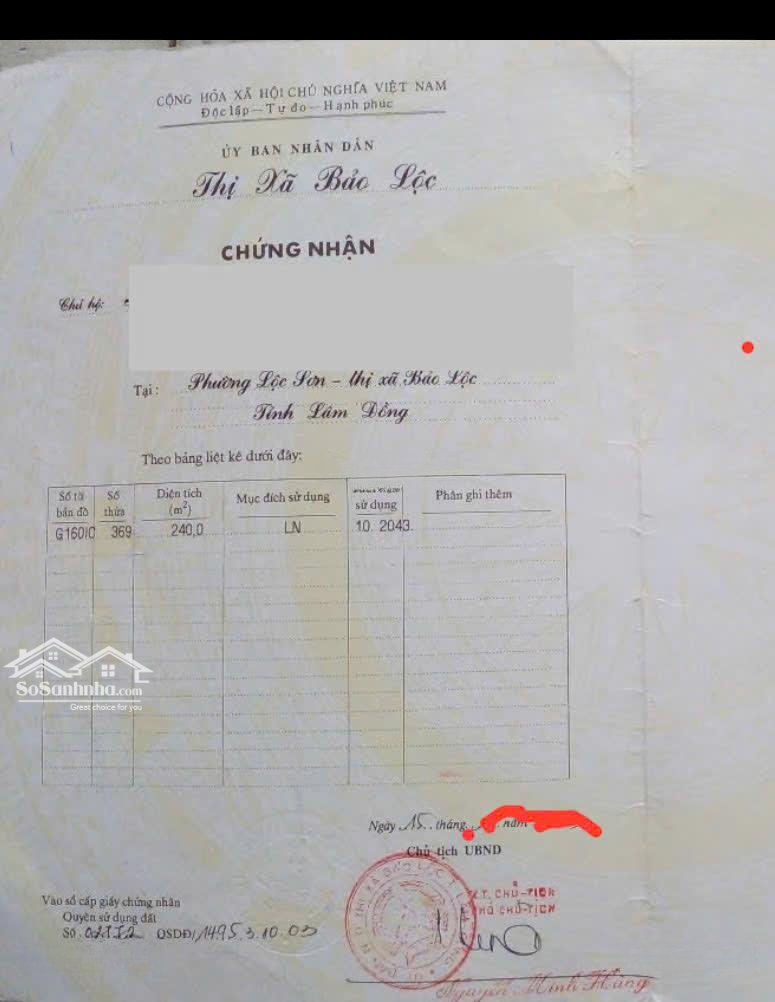 CỘNG HÒA XÃ HỘI CHỦ NGHĨA VIỆT NAM
Độc lập — Tự do — Hạnh phúc
ỦY BAN NHÂN DÂN
Thị Xã Bảo Lộc
CHỨNG NHẬN
Chủ hộ:
Tại: Phường Lộc Sơn - thị xã Bảo Lộc
Tỉnh Lâm Đồng
Theo bảng liệt kê dưới đây:
Số tờ bản đồ Số thửa Diện tích (m²) Mục đích sử dụng sử dụng Phần ghi thêm
369 240,0 LN 10. 2043.
SoSanhnha.com
Great choice for you
Ngày 15. tháng năm
Chủ tịch UBND
K.T. CHỦ-TỊCH
PHÓ CHỦ-TỊCH
Vào sổ cấp giấy chứng nhận
Quyền sử dụng đất
Số QSDĐ/1495.3.10.03
Nguyễn Minh Hùng